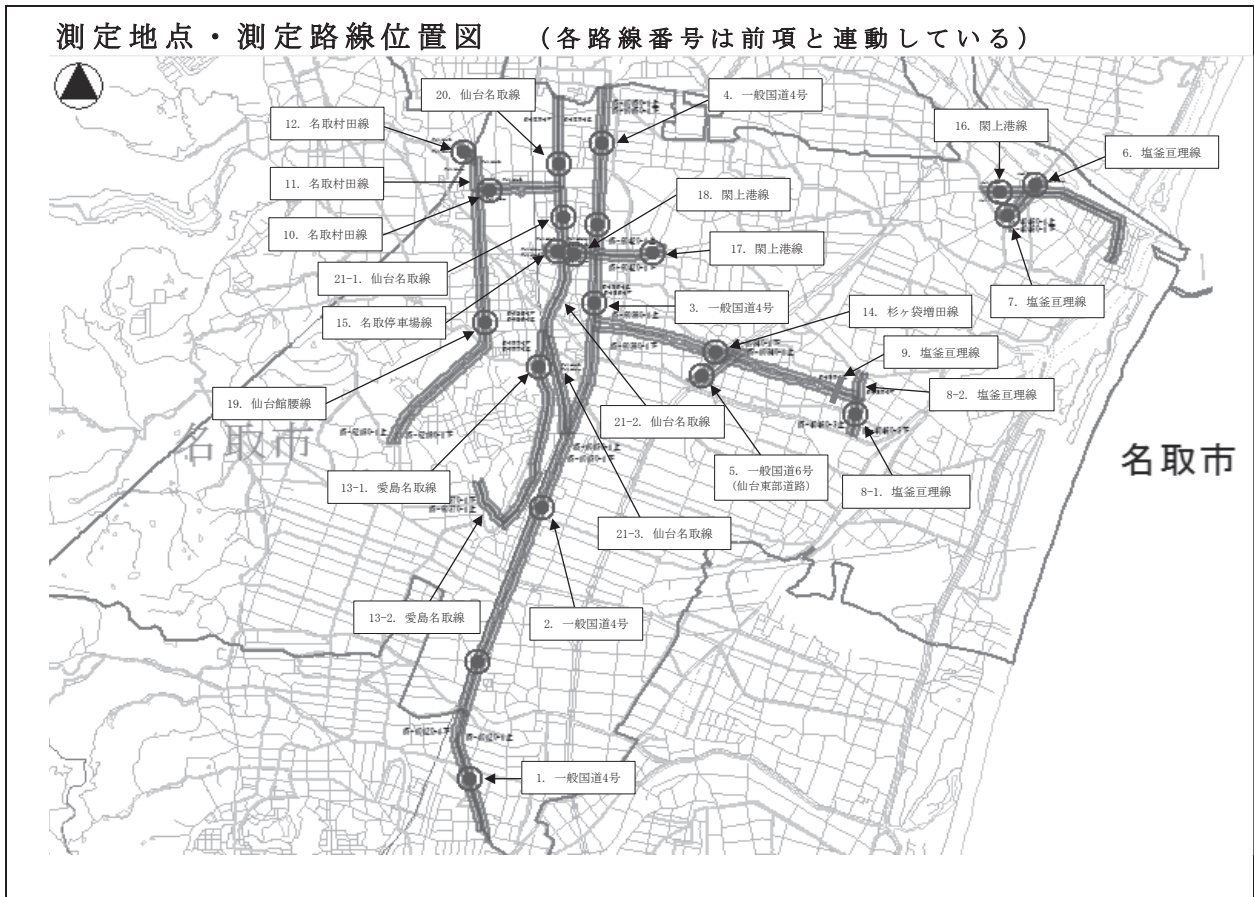 測定地点・測定路線位置図 （各路線番号は前項と連動している）
20. 仙台名取線
4. 一般国道4号
12. 名取村田線
16. 閖上港線
6. 塩釜亘理線
11. 名取村田線
18. 閖上港線
10. 名取村田線
17. 閖上港線
21-1. 仙台名取線
7. 塩釜亘理線
3. 一般国道4号
14. 杉ヶ袋増田線
15. 名取停車場線
9. 塩釜亘理線
8-2. 塩釜亘理線
19. 仙台館腰線
21-2. 仙台名取線
名取市
名取市
5. 一般国道6号
(仙台東部道路)
13-1. 愛島名取線
8-1. 塩釜亘理線
21-3. 仙台名取線
13-2. 愛島名取線
2. 一般国道4号
1. 一般国道4号